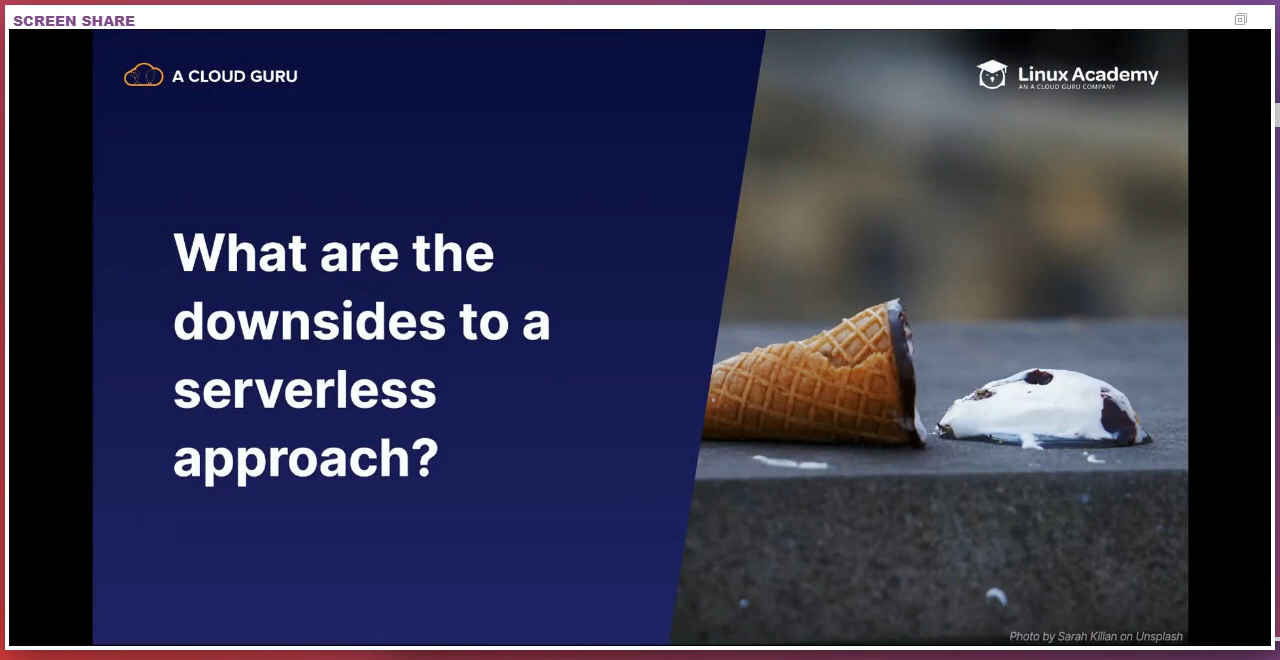 SCREEN SHARE
A CLOUD GURU
Linux Academy
AN A CLOUD GURU COMPANY
What are the
downsides to a
serverless
approach?
Photo by Sarah Kilian on Unsplash